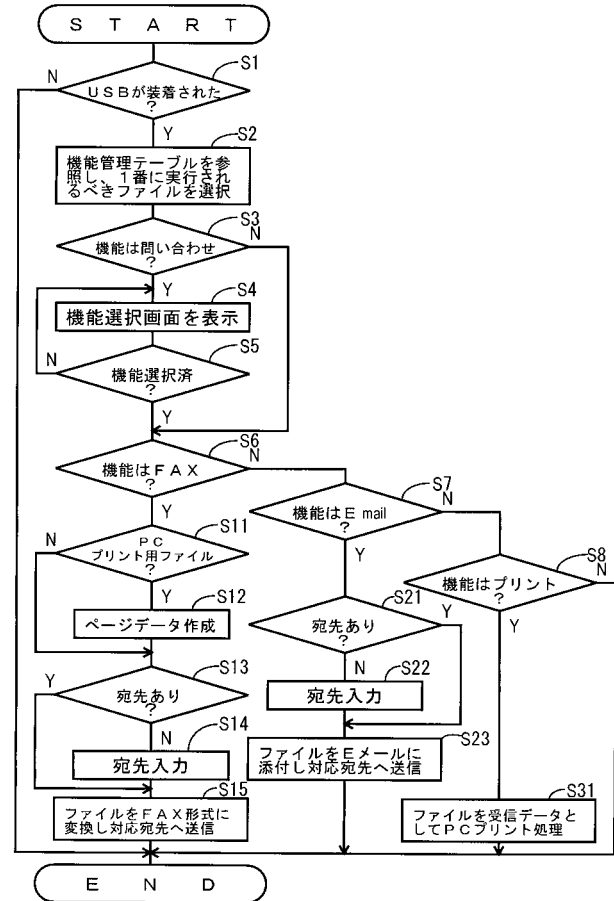 START
S1
N
USBが装着された
?
Y
S2
機能管理テーブルを参
照し、1番に実行され
るべきファイルを選択
S3
N
機能は問い合わせ
?
Y
S4
機能選択画面を表示
S5
N
機能選択済
?
Y
S6
機能はFAX
?
N
S7
N
機能はE mail
?
Y
S8
N
機能はプリント
?
Y
S11
N
PC
プリント用ファイル
?
Y
S12
ページデータ作成
S13
Y
宛先あり
?
N
S14
宛先入力
S15
ファイルをFAX形式に
変換し対応宛先へ送信
S21
Y
宛先あり
?
N
S22
宛先入力
S23
ファイルをEメールに
添付し対応宛先へ送信
S31
ファイルを受信データと
してPCプリント処理
END